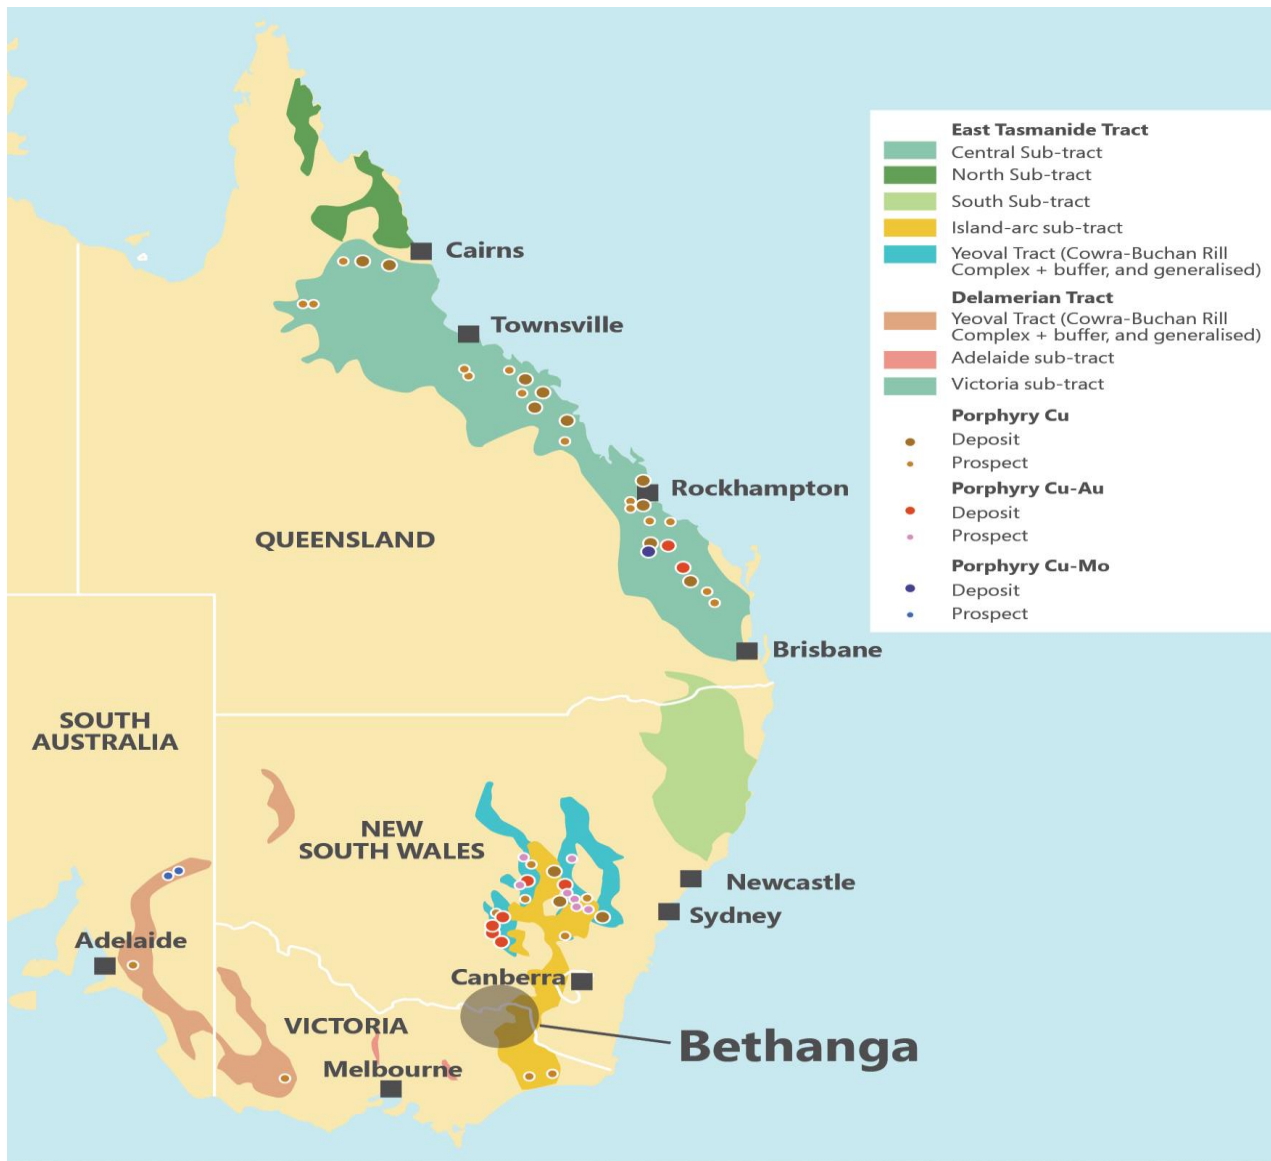 East Tasmanide Tract
Central Sub-tract
North Sub-tract
South Sub-tract
Island-arc sub-tract
Yeoval Tract (Cowra-Buchan Rill
Complex + buffer, and generalised)
Delamerian Tract
Yeoval Tract (Cowra-Buchan Rill
Complex + buffer, and generalised)
Adelaide sub-tract
Victoria sub-tract
Porphyry Cu
Deposit
Prospect
Porphyry Cu-Au
Deposit
Prospect
Porphyry Cu-Mo
Deposit
Prospect
Cairns
Townsville
Rockhampton
QUEENSLAND
Brisbane
SOUTH
AUSTRALIA
NEW
SOUTH WALES
Newcastle
Sydney
Adelaide
Canberra
VICTORIA
Bethanga
Melbourne